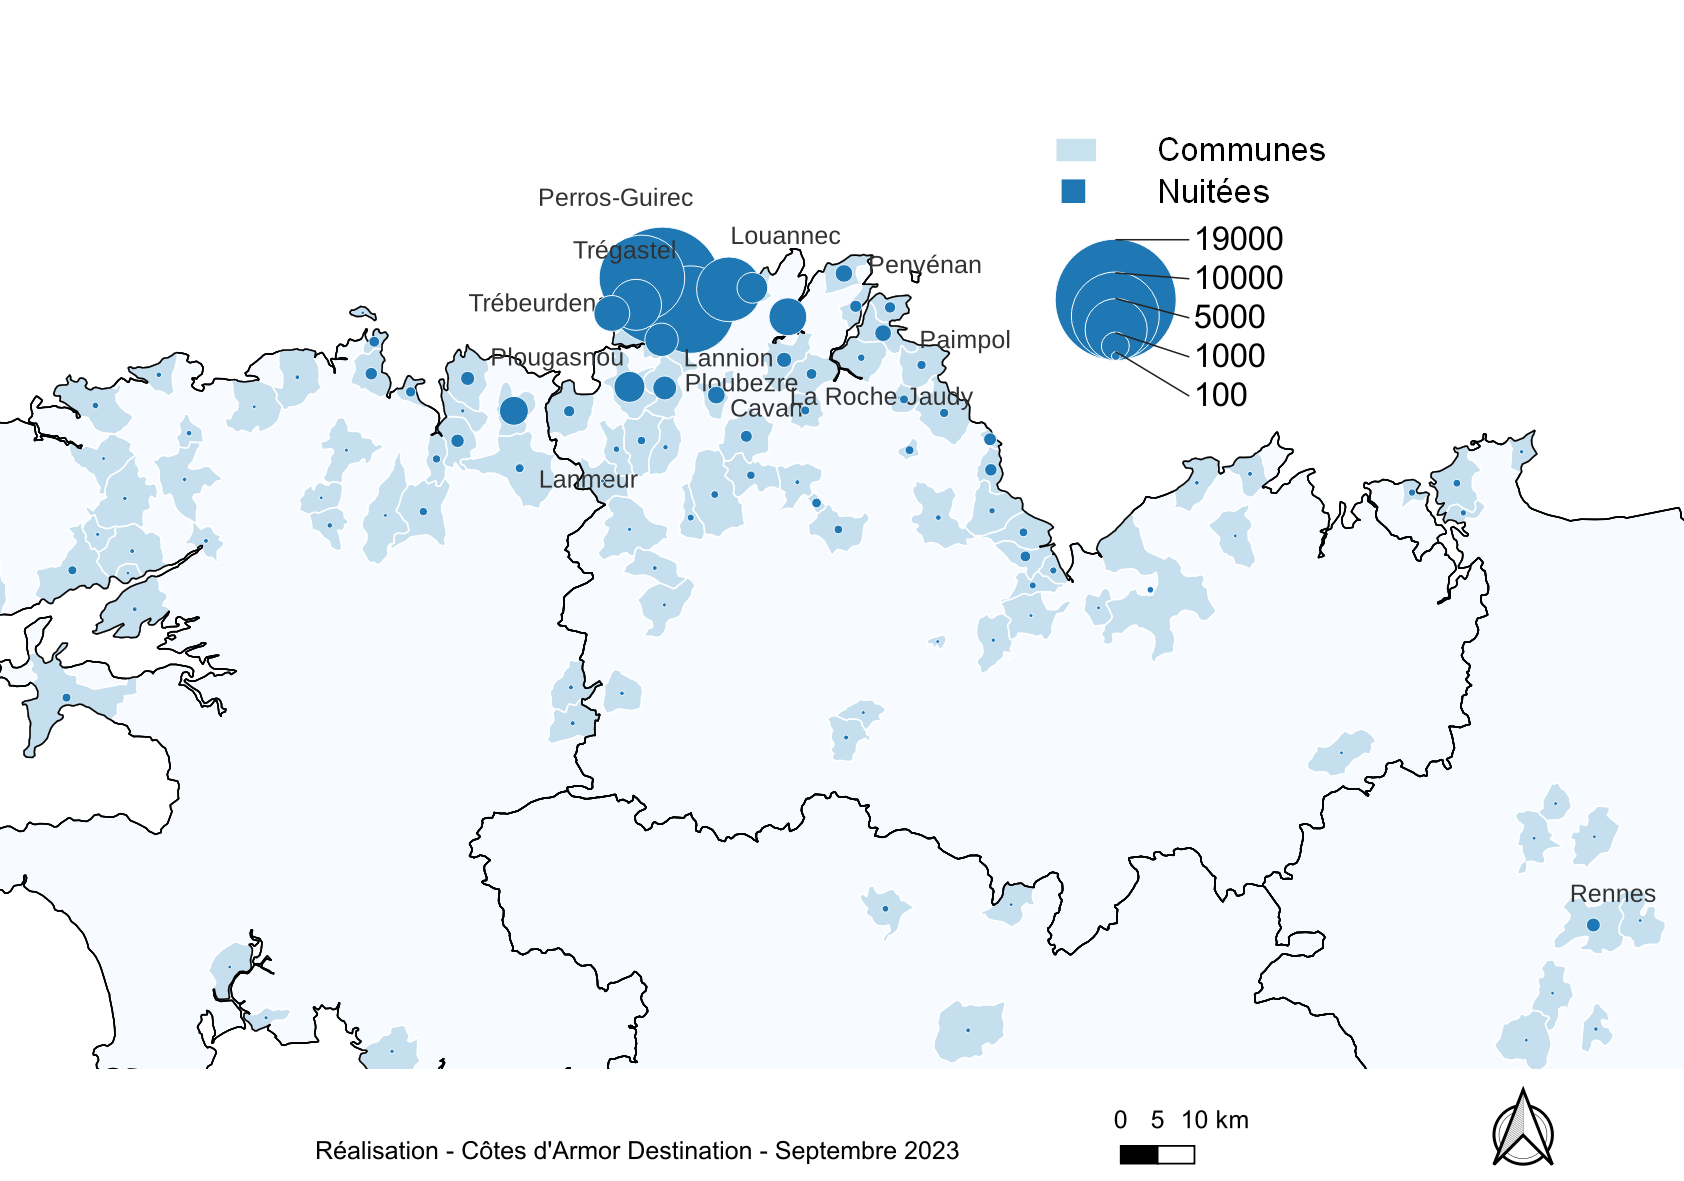 Communes
Nuitées
Perros-Guirec
Louannec
Trégastel
19000
Penvénan
10000
Trébeurden
5000
Paimpol
Plougasnou
Lannion
1000
Ploubezre
La Roche Jaudy
100
Cavan
Lanmeur
Rennes
0 5 10 km
Réalisation - Côtes d'Armor Destination - Septembre 2023